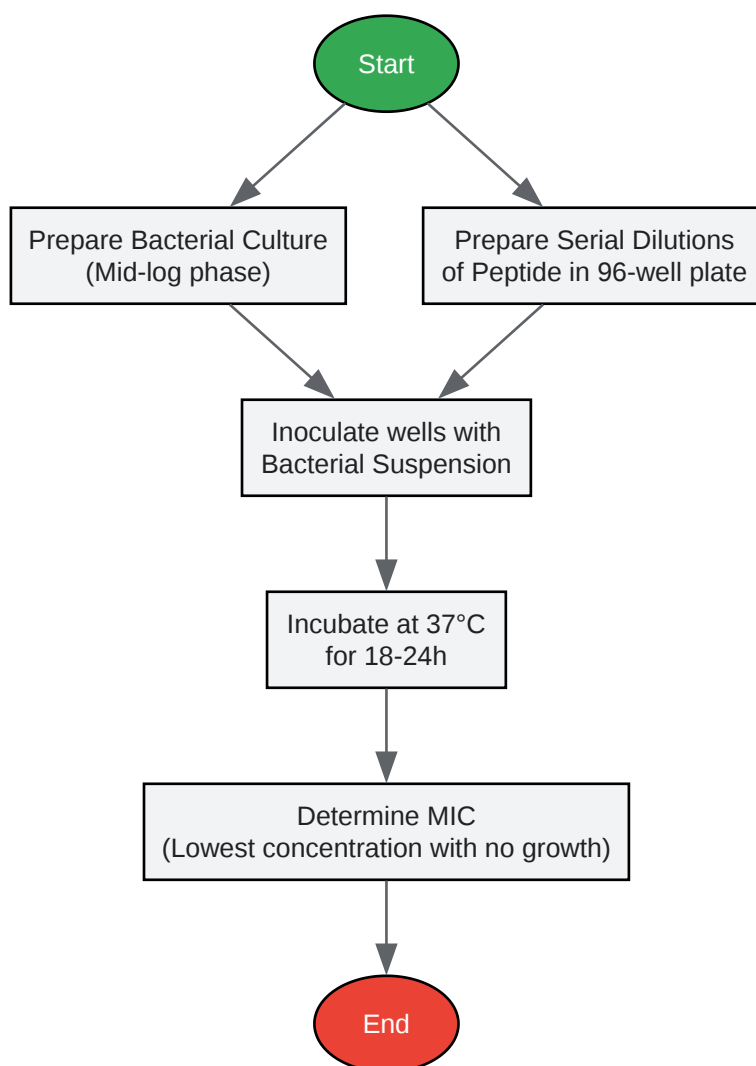 Start
Prepare Bacterial Culture
(Mid-log phase)
Prepare Serial Dilutions
of Peptide in 96-well plate
Inoculate wells with
Bacterial Suspension
Incubate at 37°C
for 18-24h
Determine MIC
(Lowest concentration with no growth)
End